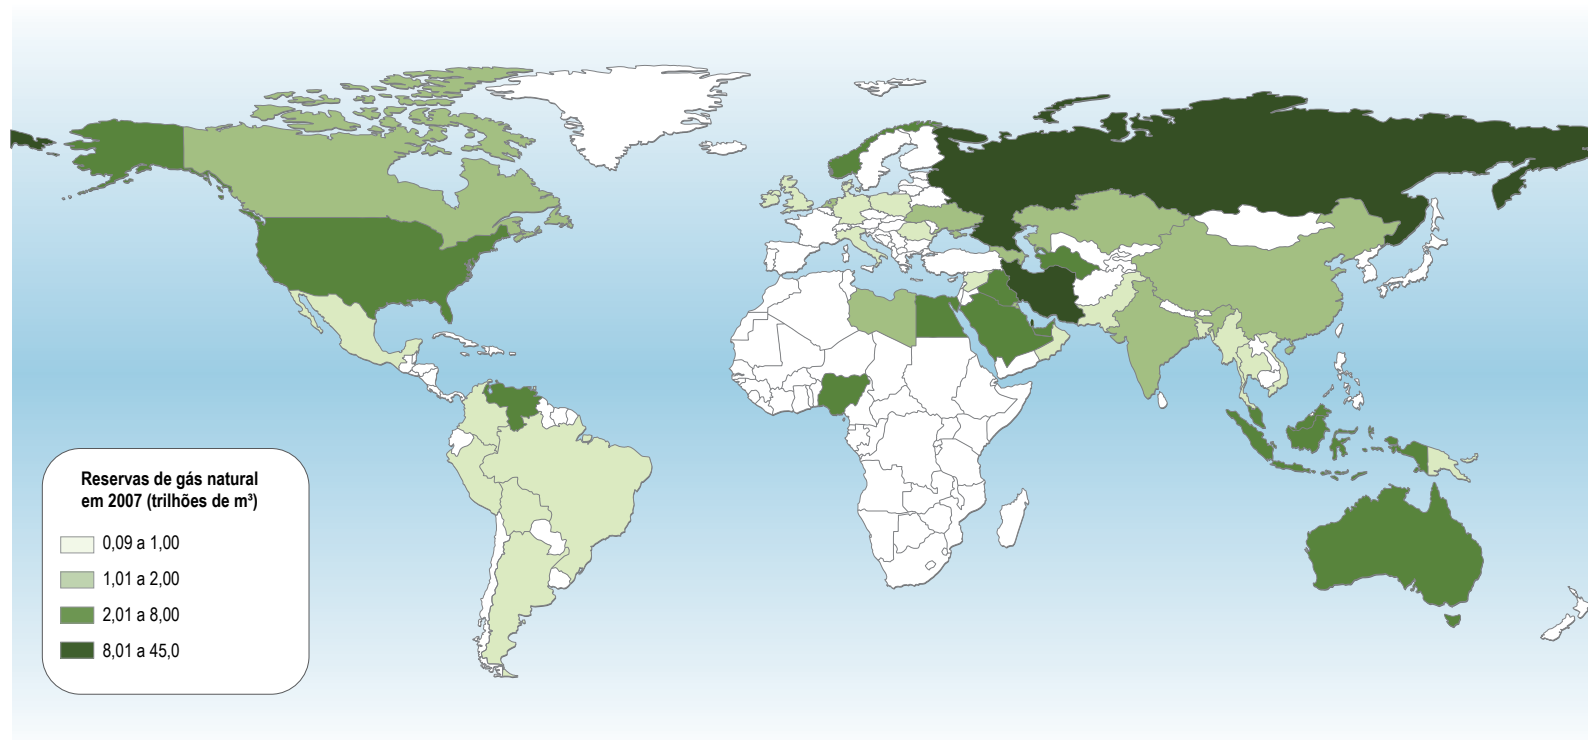 Reservas de gás natural
em 2007 (trilhões de m³)
0,09 a 1,00
1,01 a 2,00
2,01 a 8,00
8,01 a 45,0